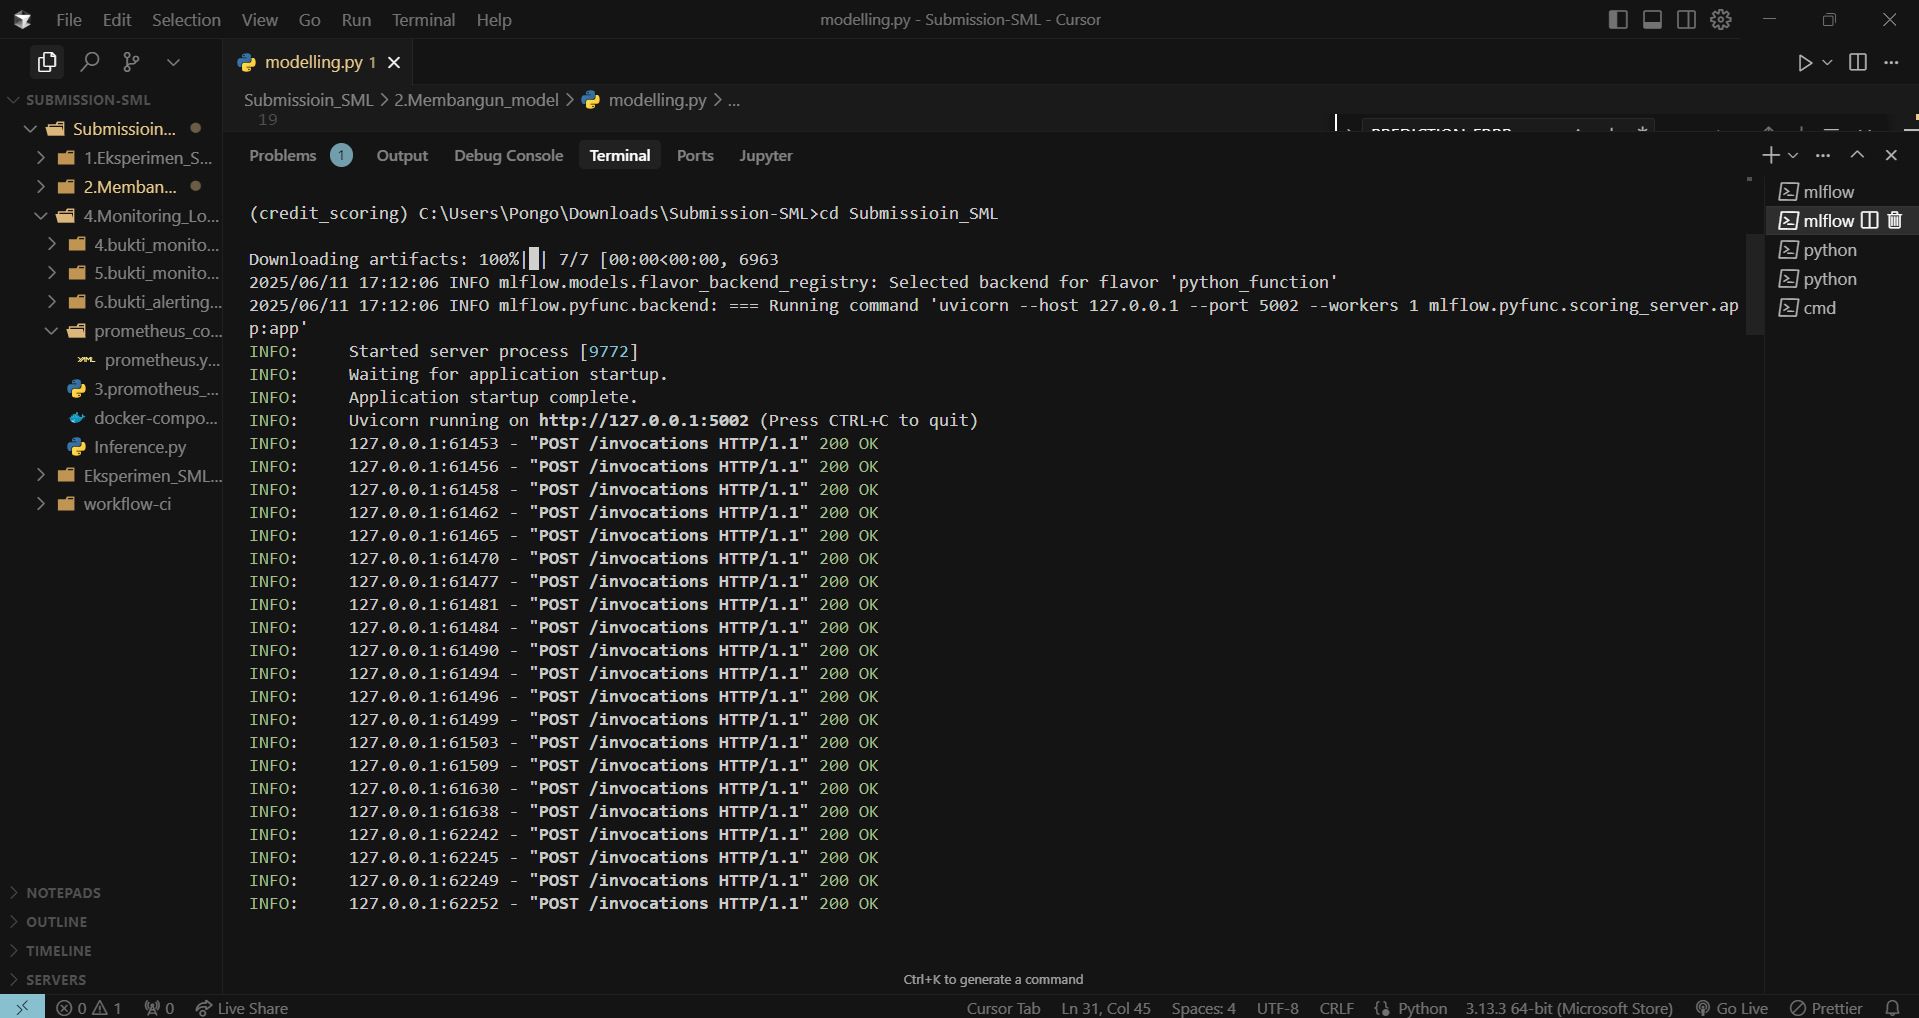 File Edit Selection View Go Run Terminal Help
modelling.py - Submission-SML - Cursor
modelling.py 1
SUBMISSION-SML
Submissioin...
1.Eksperimen_S...
2.Memban...
4.Monitoring_Lo...
4.bukti_monito...
5.bukti_monito...
6.bukti_alerting...
prometheus_co...
YAML prometheus.y...
3.promotheus_...
docker-compo...
Inference.py
Eksperimen_SML...
workflow-ci
NOTEPADS
OUTLINE
TIMELINE
SERVERS
Submissioin_SML > 2.Membangun_model > modelling.py > ...
19
PREDICTION_ERRR
Problems 1 Output Debug Console Terminal Ports Jupyter
(credit_scoring) C:\Users\Pongo\Downloads\Submission-SML>cd Submissioin_SML
Downloading artifacts: 100%|█| 7/7 [00:00<00:00, 6963
2025/06/11 17:12:06 INFO mlflow.models.flavor_backend_registry: Selected backend for flavor 'python_function'
2025/06/11 17:12:06 INFO mlflow.pyfunc.backend: === Running command 'uvicorn --host 127.0.0.1 --port 5002 --workers 1 mlflow.pyfunc.scoring_server.ap
p:app'
INFO: Started server process [9772]
INFO: Waiting for application startup.
INFO: Application startup complete.
INFO: Uvicorn running on http://127.0.0.1:5002 (Press CTRL+C to quit)
INFO: 127.0.0.1:61453 - "POST /invocations HTTP/1.1" 200 OK
INFO: 127.0.0.1:61456 - "POST /invocations HTTP/1.1" 200 OK
INFO: 127.0.0.1:61458 - "POST /invocations HTTP/1.1" 200 OK
INFO: 127.0.0.1:61462 - "POST /invocations HTTP/1.1" 200 OK
INFO: 127.0.0.1:61465 - "POST /invocations HTTP/1.1" 200 OK
INFO: 127.0.0.1:61470 - "POST /invocations HTTP/1.1" 200 OK
INFO: 127.0.0.1:61477 - "POST /invocations HTTP/1.1" 200 OK
INFO: 127.0.0.1:61481 - "POST /invocations HTTP/1.1" 200 OK
INFO: 127.0.0.1:61484 - "POST /invocations HTTP/1.1" 200 OK
INFO: 127.0.0.1:61490 - "POST /invocations HTTP/1.1" 200 OK
INFO: 127.0.0.1:61494 - "POST /invocations HTTP/1.1" 200 OK
INFO: 127.0.0.1:61496 - "POST /invocations HTTP/1.1" 200 OK
INFO: 127.0.0.1:61499 - "POST /invocations HTTP/1.1" 200 OK
INFO: 127.0.0.1:61503 - "POST /invocations HTTP/1.1" 200 OK
INFO: 127.0.0.1:61509 - "POST /invocations HTTP/1.1" 200 OK
INFO: 127.0.0.1:61630 - "POST /invocations HTTP/1.1" 200 OK
INFO: 127.0.0.1:61638 - "POST /invocations HTTP/1.1" 200 OK
INFO: 127.0.0.1:62242 - "POST /invocations HTTP/1.1" 200 OK
INFO: 127.0.0.1:62245 - "POST /invocations HTTP/1.1" 200 OK
INFO: 127.0.0.1:62249 - "POST /invocations HTTP/1.1" 200 OK
INFO: 127.0.0.1:62252 - "POST /invocations HTTP/1.1" 200 OK
Ctrl+K to generate a command
mlflow
mlflow
python
python
cmd
0 1 0 Live Share
Cursor Tab Ln 31, Col 45 Spaces: 4 UTF-8 CRLF Python 3.13.3 64-bit (Microsoft Store) Go Live Prettier